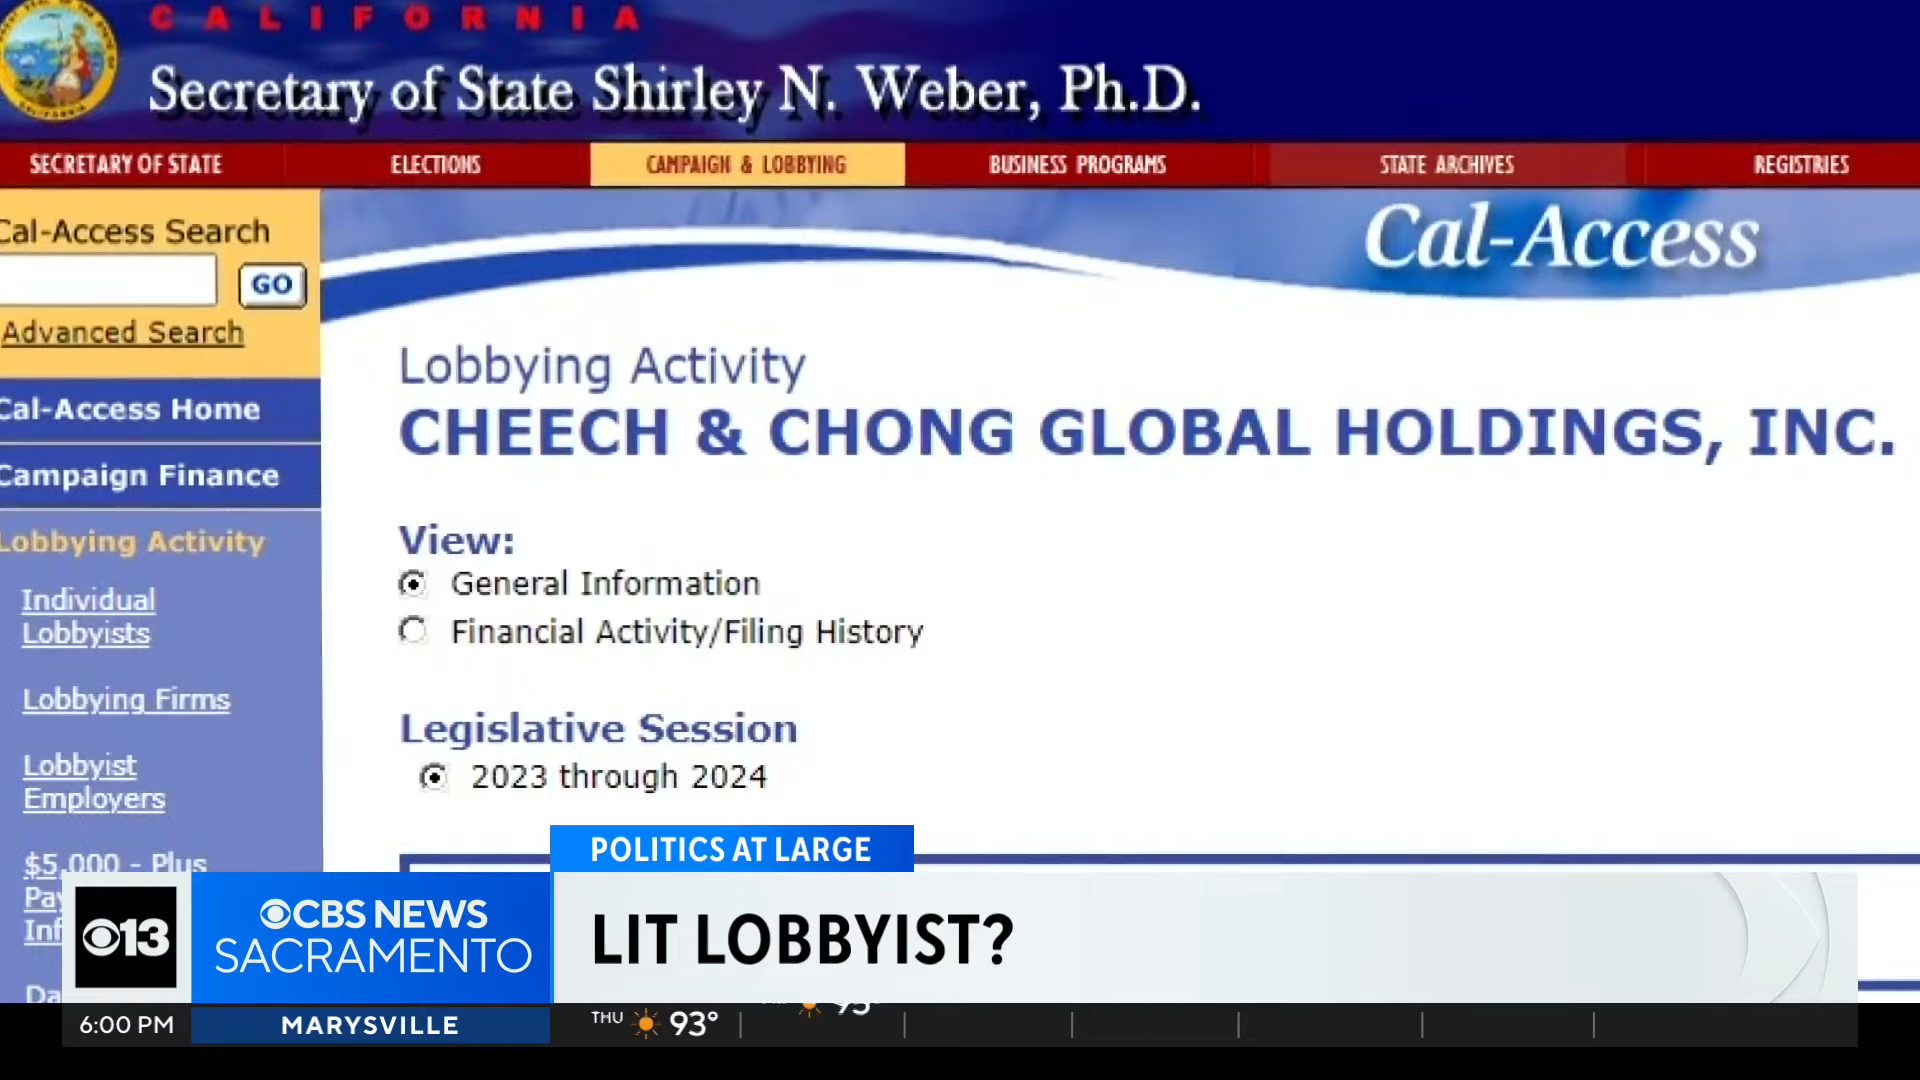 CALIFORNIA
Secretary of State Shirley N. Weber, Ph.D.
SECRETARY OF STATE
ELECTIONS
CAMPAIGN & LOBBYING
BUSINESS PROGRAMS
STATE ARCHIVES
REGISTRIES
Cal-Access Search
GO
Advanced Search
Cal-Access
Cal-Access Home
Campaign Finance
Lobbying Activity
Individual
Lobbyists
Lobbying Firms
Lobbyist
Employers
$5,000 - Plus
Lobbying Activity
CHEECH & CHONG GLOBAL HOLDINGS, INC.
View:
General Information
Financial Activity/Filing History
Legislative Session
2023 through 2024
POLITICS AT LARGE
LIT LOBBYIST?
13
CBS NEWS
SACRAMENTO
6:00 PM
MARYSVILLE
THU 93°